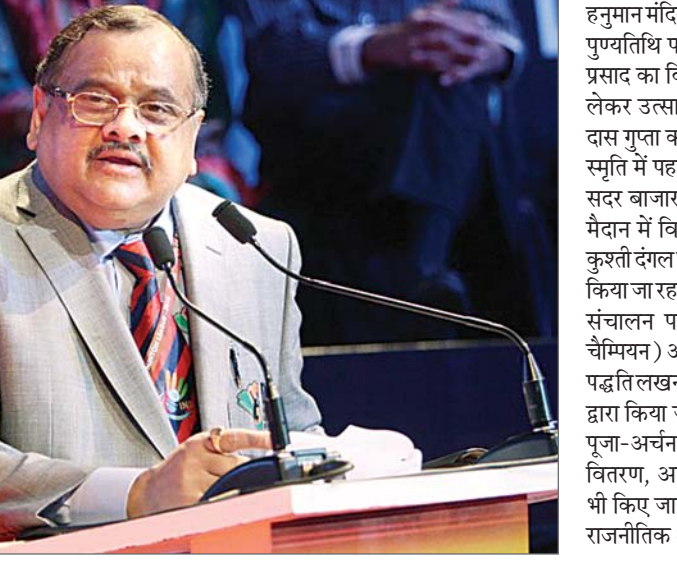 हनुमान मंदि
पुण्यतिथि प
प्रसाद का वि
लेकर उत्सा
दास गुप्ता क
स्मृति में पह
सदर बाजार
मैदान में वि
कुश्ती दंगल
किया जा रह
संचालन प
चैम्पियन) अ
पद्धति लखन
द्वारा किया ज
पूजा-अर्चन
वितरण, अ
भी किए जा
राजनीतिक